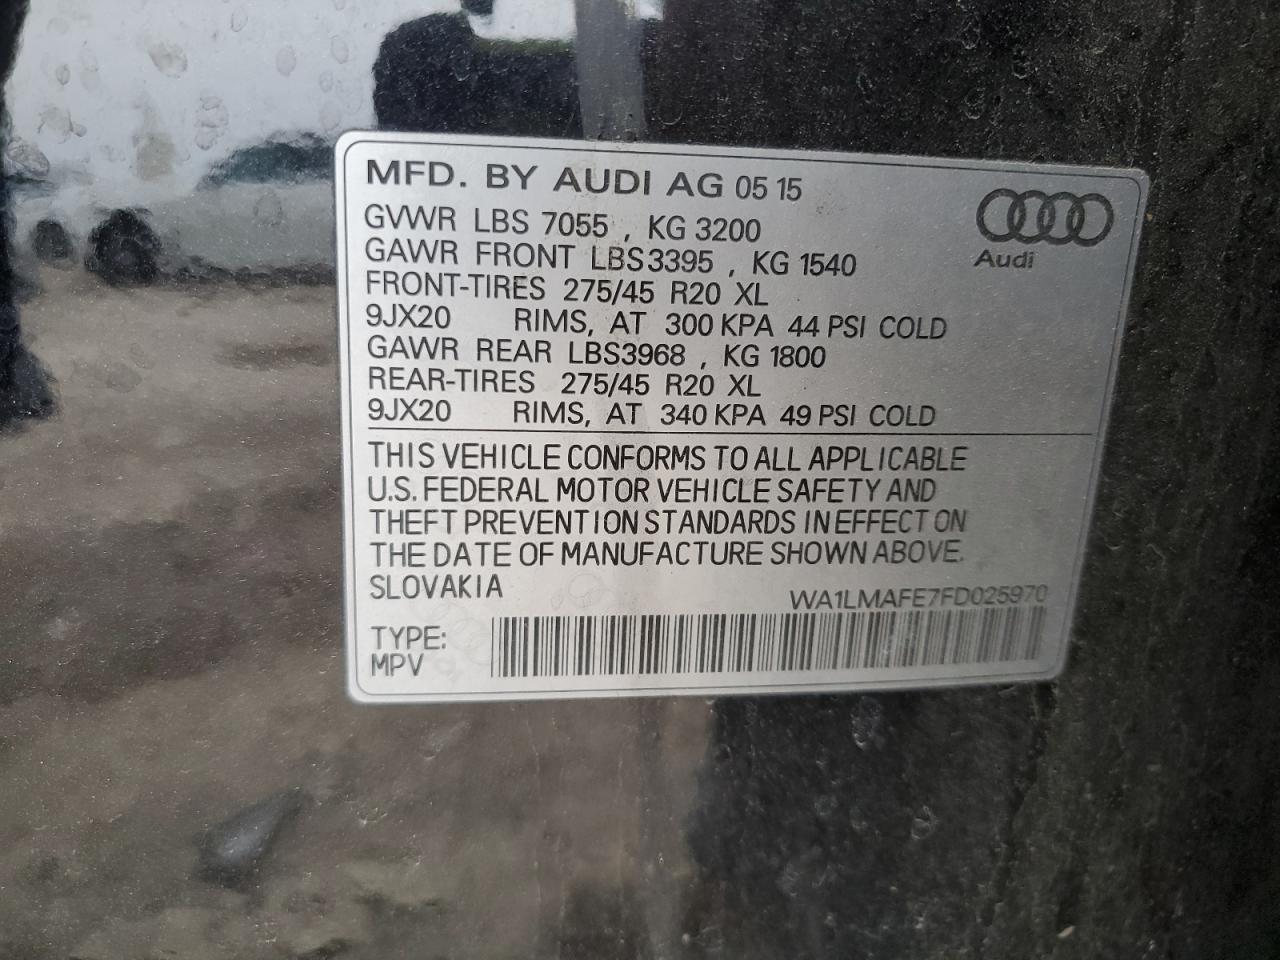 MFD. BY AUDI AG 05 15
GVWR LBS 7055 , KG 3200
GAWR FRONT LBS3395 , KG 1540
Audi
FRONT-TIRES 275/45 R20 XL
9JX20 RIMS, AT 300 KPA 44 PSI COLD
GAWR REAR LBS3968 , KG 1800
REAR-TIRES 275/45 R20 XL
9JX20 RIMS, AT 340 KPA 49 PSI COLD
THIS VEHICLE CONFORMS TO ALL APPLICABLE
U.S. FEDERAL MOTOR VEHICLE SAFETY AND
THEFT PREVENTION STANDARDS IN EFFECT ON
THE DATE OF MANUFACTURE SHOWN ABOVE.
SLOVAKIA
WA1LMAFE7FD025970
TYPE:
MPV